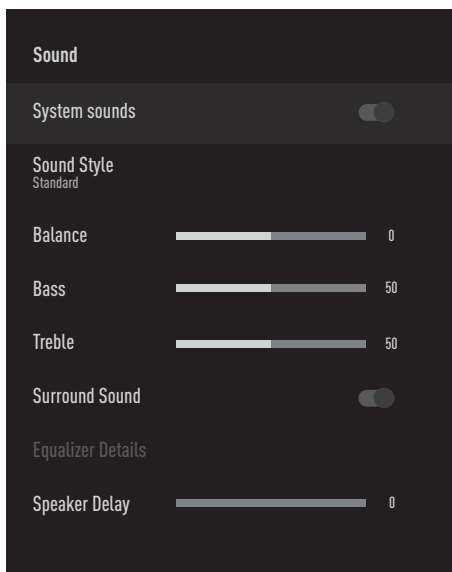 Sound
System sounds
Sound Style
Standard
Balance 0
Bass 50
Treble 50
Surround Sound
Equalizer Details
Speaker Delay 0